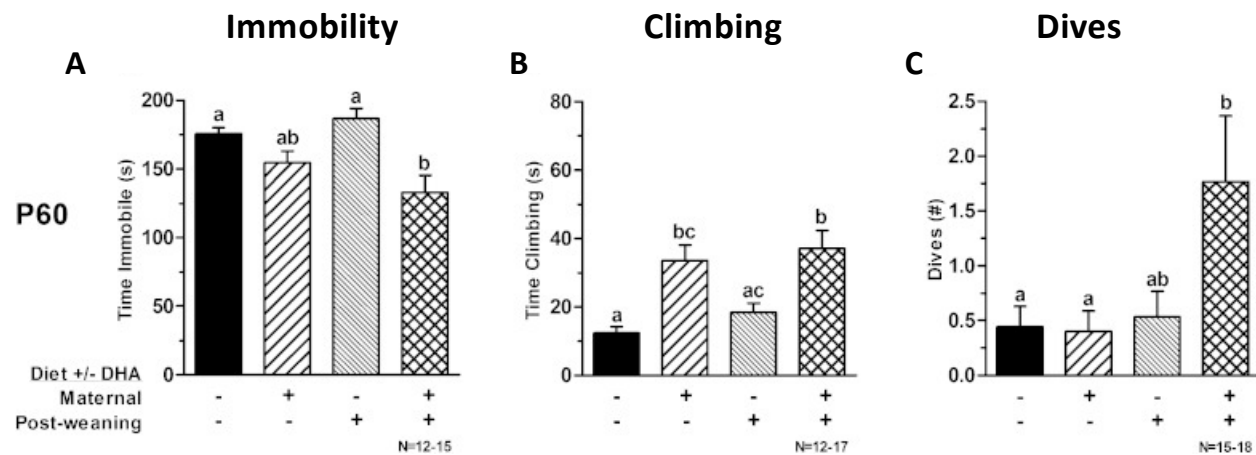 Immobility Climbing Dives
A B C
Time Immobile (s)
200
150
100
50
0
a ab a b
Time Climbing (s)
80
60
40
20
0
a bc ac b
Dives (#)
2.5
2.0
1.5
1.0
0.5
0.0
a a ab b
P60
Diet +/- DHA
Maternal - + - + - + - + - + - +
Post-weaning - - + + - - + + - - + +
N=12-15 N=12-17 N=15-18